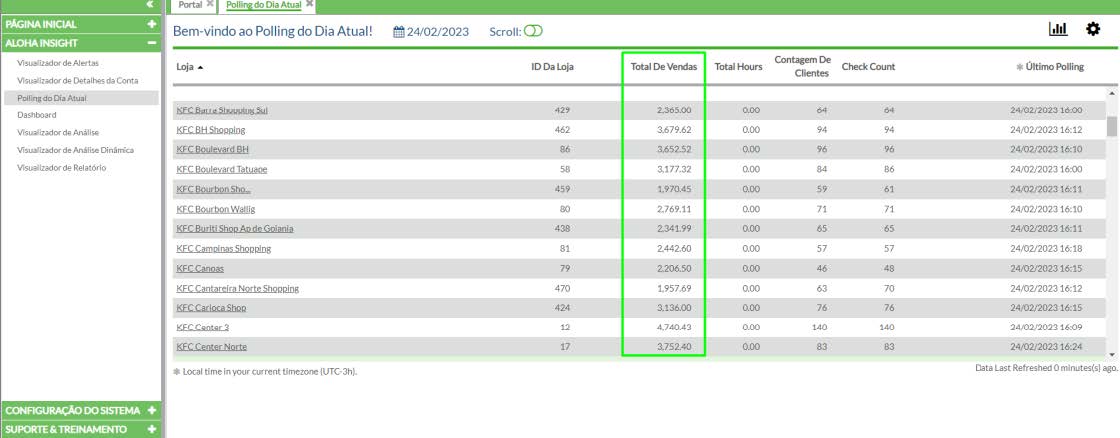 Portal Polling do Dia Atual
PÁGINA INICIAL
ALOHA INSIGHT
Visualizador de Alertas
Visualizador de Detalhes da Conta
Polling do Dia Atual
Dashboard
Visualizador de Análise
Visualizador de Análise Dinâmica
Visualizador de Relatório
CONFIGURAÇÃO DO SISTEMA
SUPORTE & TREINAMENTO
Bem-vindo ao Polling do Dia Atual! 24/02/2023 Scroll:
Loja ID Da Loja Total De Vendas Total Hours Contagem De Clientes Check Count Último Polling
KFC Barra Shopping Sul 429 2,365.00 0.00 64 64 24/02/2023 16:00
KFC BH Shopping 462 3,679.62 0.00 94 94 24/02/2023 16:12
KFC Boulevard BH 86 3,652.52 0.00 96 96 24/02/2023 16:10
KFC Boulevard Tatuape 58 3,177.32 0.00 84 86 24/02/2023 16:00
KFC Bourbon Sho... 459 1,970.45 0.00 59 61 24/02/2023 16:11
KFC Bourbon Wallig 80 2,769.11 0.00 71 71 24/02/2023 16:10
KFC Buriti Shop Ap de Goiania 438 2,341.99 0.00 65 65 24/02/2023 16:11
KFC Campinas Shopping 81 2,442.60 0.00 57 57 24/02/2023 16:18
KFC Canoas 79 2,206.50 0.00 46 48 24/02/2023 16:15
KFC Cantareira Norte Shopping 470 1,957.69 0.00 63 70 24/02/2023 16:12
KFC Carioca Shop 424 3,136.00 0.00 76 76 24/02/2023 16:15
KFC Center 3 12 4,740.43 0.00 140 140 24/02/2023 16:09
KFC Center Norte 17 3,752.40 0.00 83 83 24/02/2023 16:24
Local time in your current timezone (UTC-3h). Data Last Refreshed 0 minutes(s) ago.